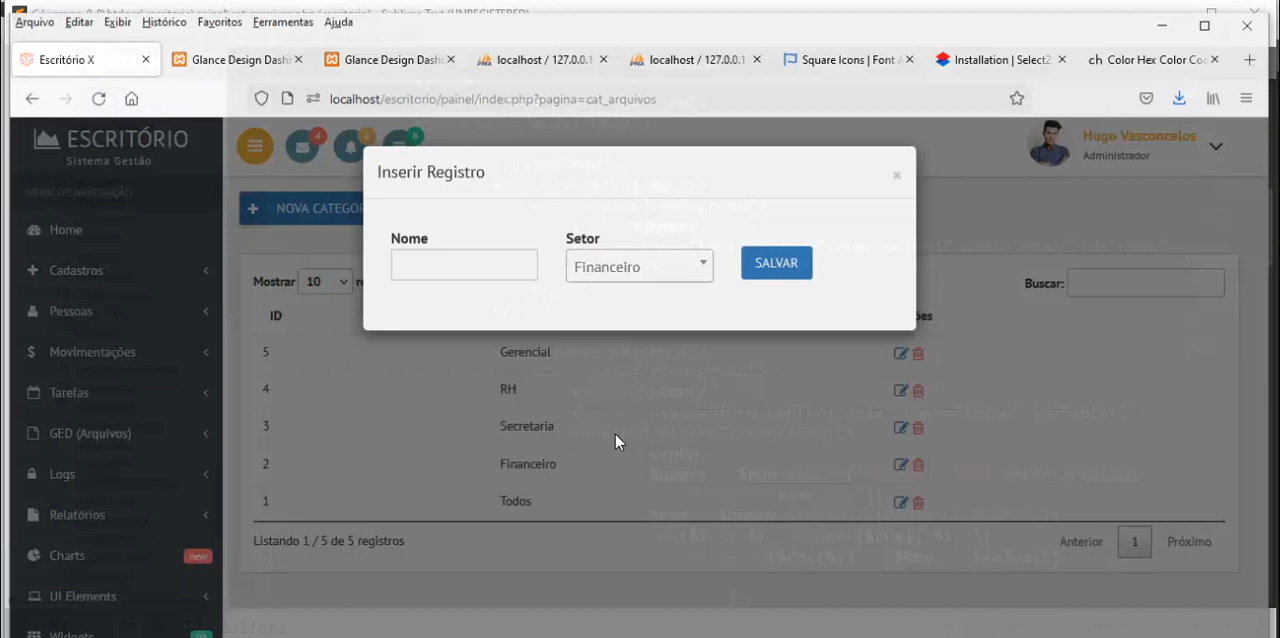 Arquivo Editar Exibir Histórico Favoritos Ferramentas Ajuda
Escritório X
Glance Design Dash
Glance Design Dash
localhost / 127.0.0.1
localhost / 127.0.0.1
Square Icons | Font A
Installation | Select2
ch Color Hex Color Co
localhost/escritorio/painel/index.php?pagina=cat_arquivos
ESCRITÓRIO
Sistema Gestão
4
8
Hugo Vasconcelos
Administrador
MENU DE NAVEGAÇÃO
Home
Cadastros
Pessoas
Movimentações
Tarefas
GED (Arquivos)
Logs
Relatórios
Charts new
UI Elements
Widgets
+ NOVA CATEGOR
Inserir Registro
×
Nome
Setor
Financeiro
SALVAR
Mostrar 10
Buscar:
ID
5 Gerencial
4 RH
3 Secretaria
2 Financeiro
1 Todos
Listando 1 / 5 de 5 registros
Anterior 1 Próximo